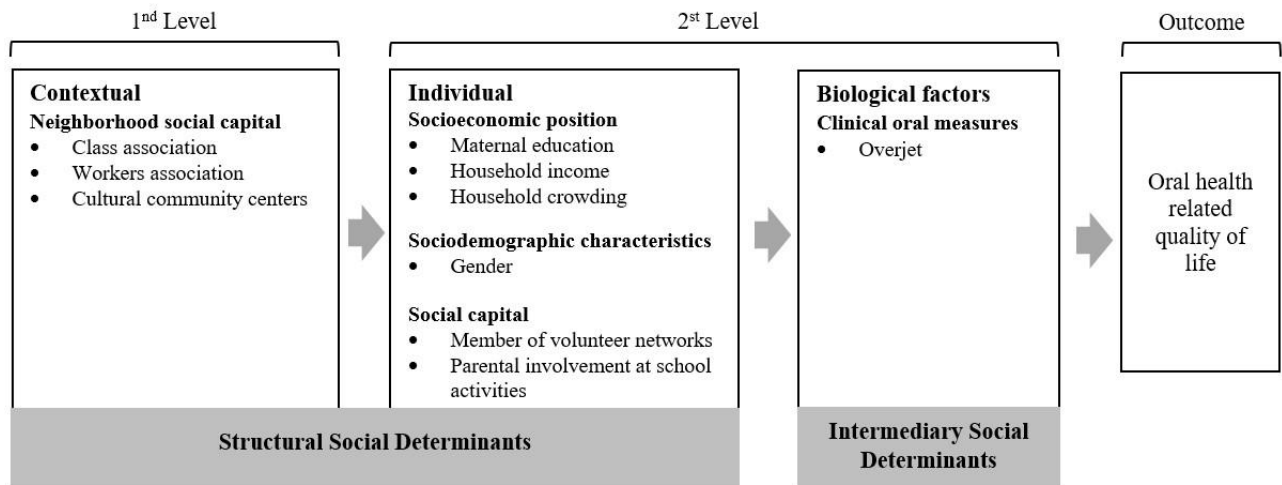 1nd Level
2st Level
Outcome
Contextual
Neighborhood social capital
• Class association
• Workers association
• Cultural community centers
Individual
Socioeconomic position
• Maternal education
• Household income
• Household crowding
Sociodemographic characteristics
• Gender
Social capital
• Member of volunteer networks
• Parental involvement at school
activities
Biological factors
Clinical oral measures
• Overjet
Oral health
related
quality of
life
Structural Social Determinants
Intermediary Social
Determinants